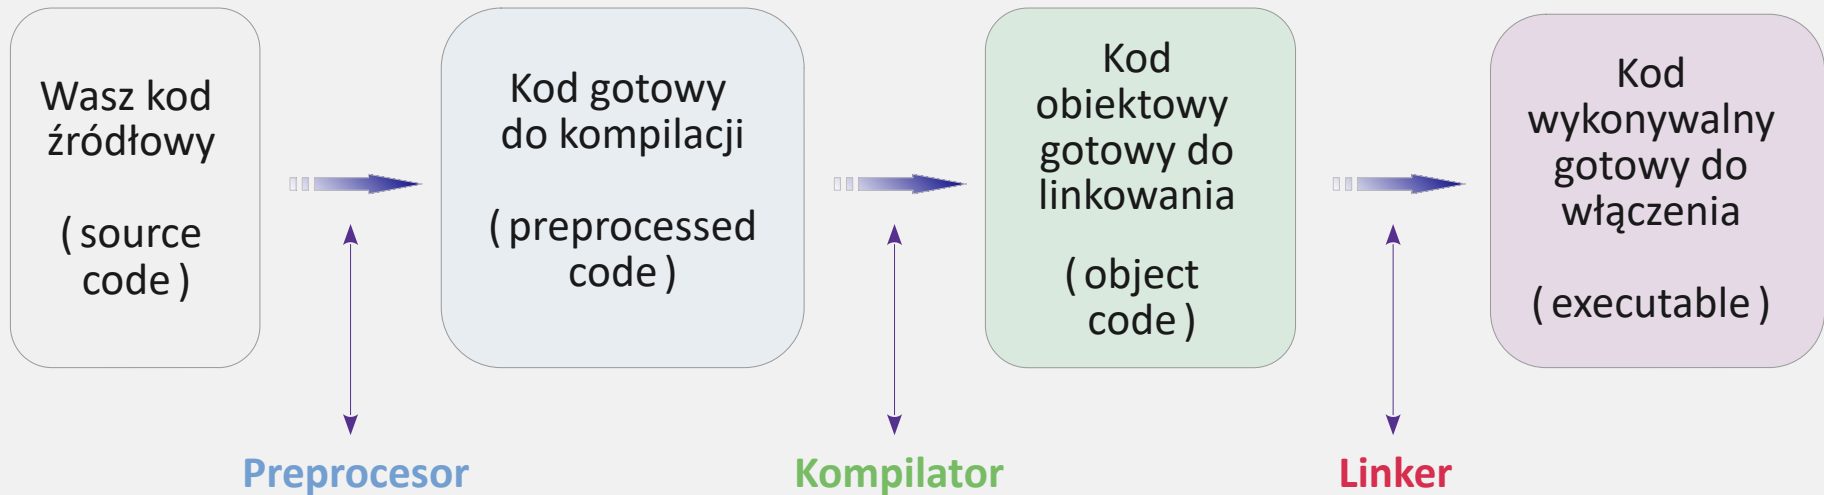 Wasz kod
źródłowy
( source
code )
Kod gotowy
do kompilacji
( preprocessed
code )
Kod
obiektowy
gotowy do
linkowania
( object
code )
Kod
wykonywalny
gotowy do
włączenia
( executable )
Preprocesor
Kompilator
Linker